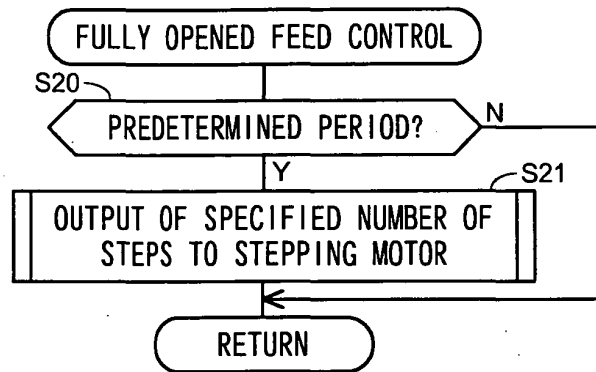 FULLY OPENED FEED CONTROL
S20
PREDETERMINED PERIOD?
N
Y
S21
OUTPUT OF SPECIFIED NUMBER OF
STEPS TO STEPPING MOTOR
RETURN